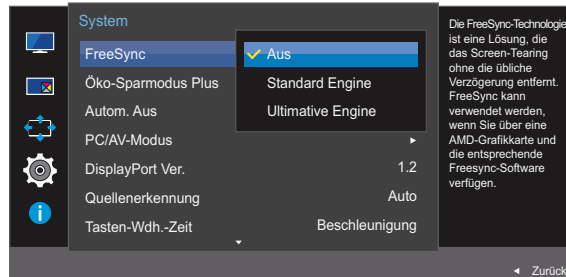 System
FreeSync
Aus
Öko-Sparmodus Plus
Standard Engine
Autom. Aus
Ultimative Engine
PC/AV-Modus
DisplayPort Ver.
1.2
Quellenerkennung
Auto
Tasten-Wdh.-Zeit
Beschleunigung
Die FreeSync-Technologie
ist eine Lösung, die
das Screen-Tearing
ohne die übliche
Verzögerung entfernt.
FreeSync kann
verwendet werden,
wenn Sie über eine
AMD-Grafikkarte und
die entsprechende
Freesync-Software
verfügen.
Zurück